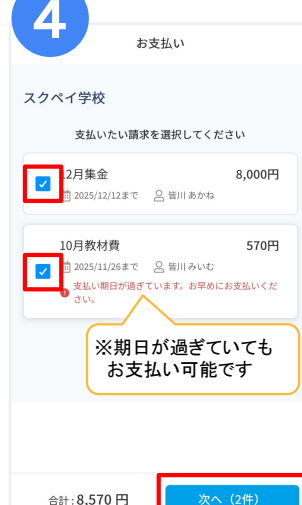 4
お支払い
スクペイ学校
支払いたい請求を選択してください
2月集金 8,000円
2025/12/12まで 皆川 あかね
10月教材費 570円
2025/11/26まで 皆川 みいむ
支払い期日が過ぎています。お早めにお支払いくだ
さい。
※期日が過ぎていても
お支払い可能です
合計:8,570 円 次へ（2件）